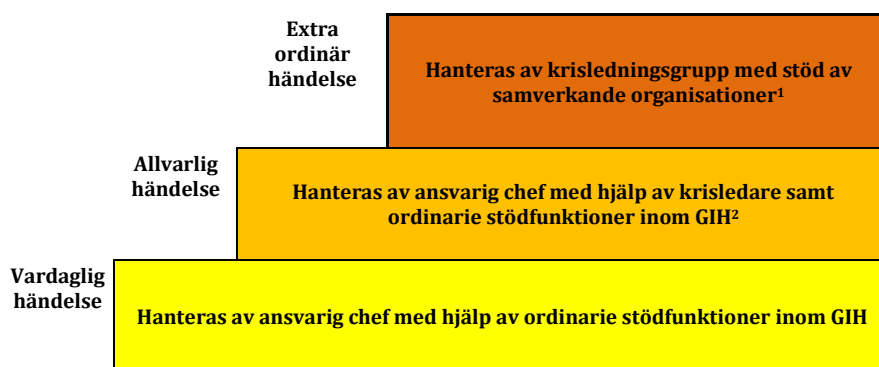 Extra
ordinär
händelse
Hanteras av krisledningsgrupp med stöd av
samverkande organisationer¹
Allvarlig
händelse
Hanteras av ansvarig chef med hjälp av krisledare samt
ordinarie stödfunktioner inom GIH²
Vardaglig
händelse
Hanteras av ansvarig chef med hjälp av ordinarie stödfunktioner inom GIH